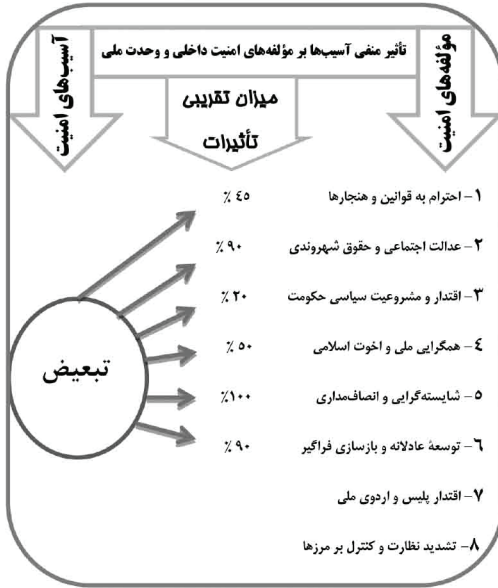 تأثیر منفی آسیب‌ها بر مؤلفه‌های امنیت داخلی و وحدت ملی
مؤلفه‌های امنیت
میزان تقریبی
تأثیرات
آسیب‌های امنیت
۱- احترام به قوانین و هنجارها ٤٥ ٪
۲- عدالت اجتماعی و حقوق شهروندی ۹۰ ٪
۳- اقتدار و مشروعیت سیاسی حکومت ۲۰ ٪
٤- همگرایی ملی و اخوت اسلامی ٥۰ ٪
٥- شایسته‌گرایی و انصاف‌مداری ۱۰۰٪
٦- توسعهٔ عادلانه و بازسازی فراگیر ۹۰ ٪
۷- اقتدار پلیس و اردوی ملی
۸- تشدید نظارت و کنترل بر مرزها
تبعیض